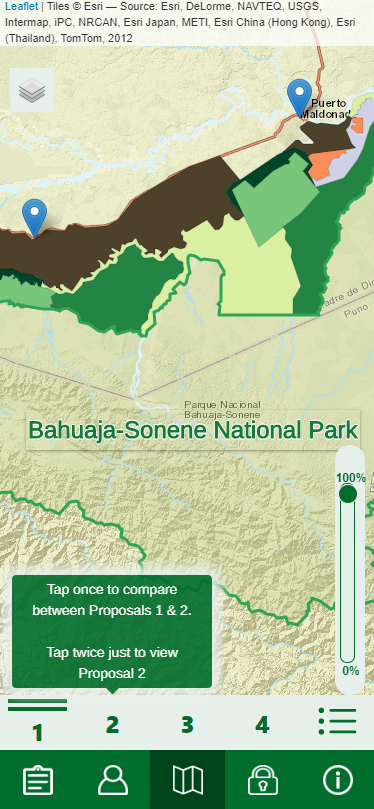 Leaflet | Tiles © Esri — Source: Esri, DeLorme, NAVTEQ, USGS,
Intermap, iPC, NRCAN, Esri Japan, METI, Esri China (Hong Kong), Esri
(Thailand), TomTom, 2012
Puerto
Maldonad
Madre de Dio
Puno
Parque Nacional
Bahuaja-Sonene
Bahuaja-Sonene National Park
100%
0%
Tap once to compare
between Proposals 1 & 2.
Tap twice just to view
Proposal 2
1 2 3 4